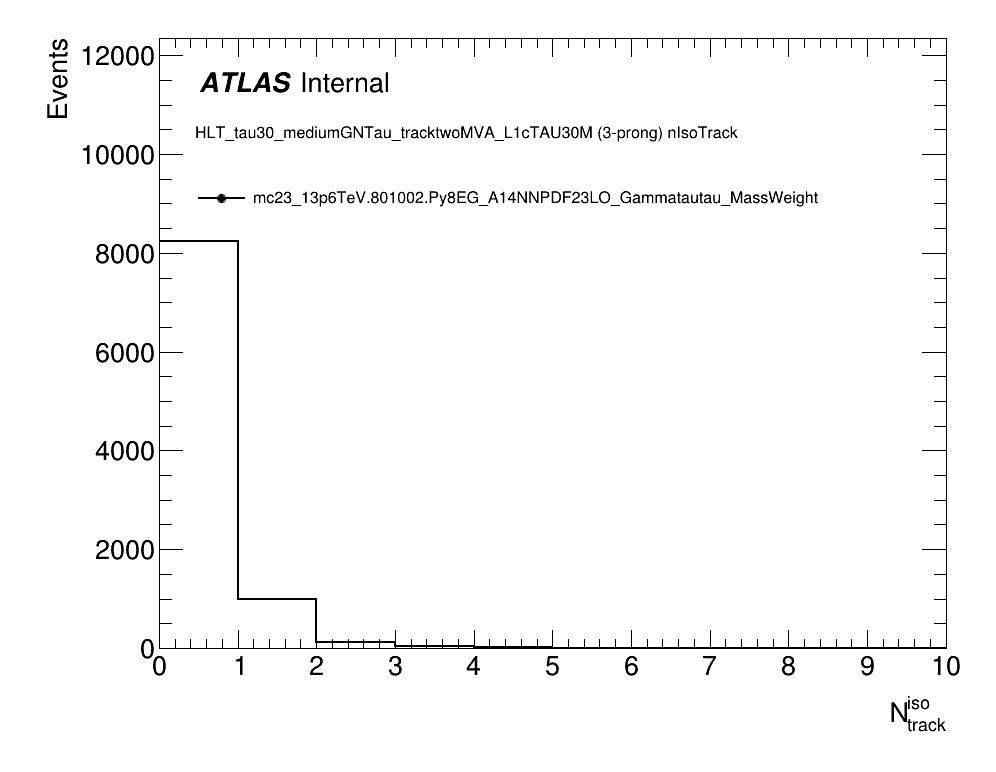 Events
12000
10000
8000
6000
4000
2000
0
ATLAS Internal
HLT_tau30_mediumGNTau_tracktwoMVA_L1cTAU30M (3-prong) nIsoTrack
mc23_13p6TeV.801002.Py8EG_A14NNPDF23LO_Gammatautau_MassWeight
0 1 2 3 4 5 6 7 8 9 10
N iso track